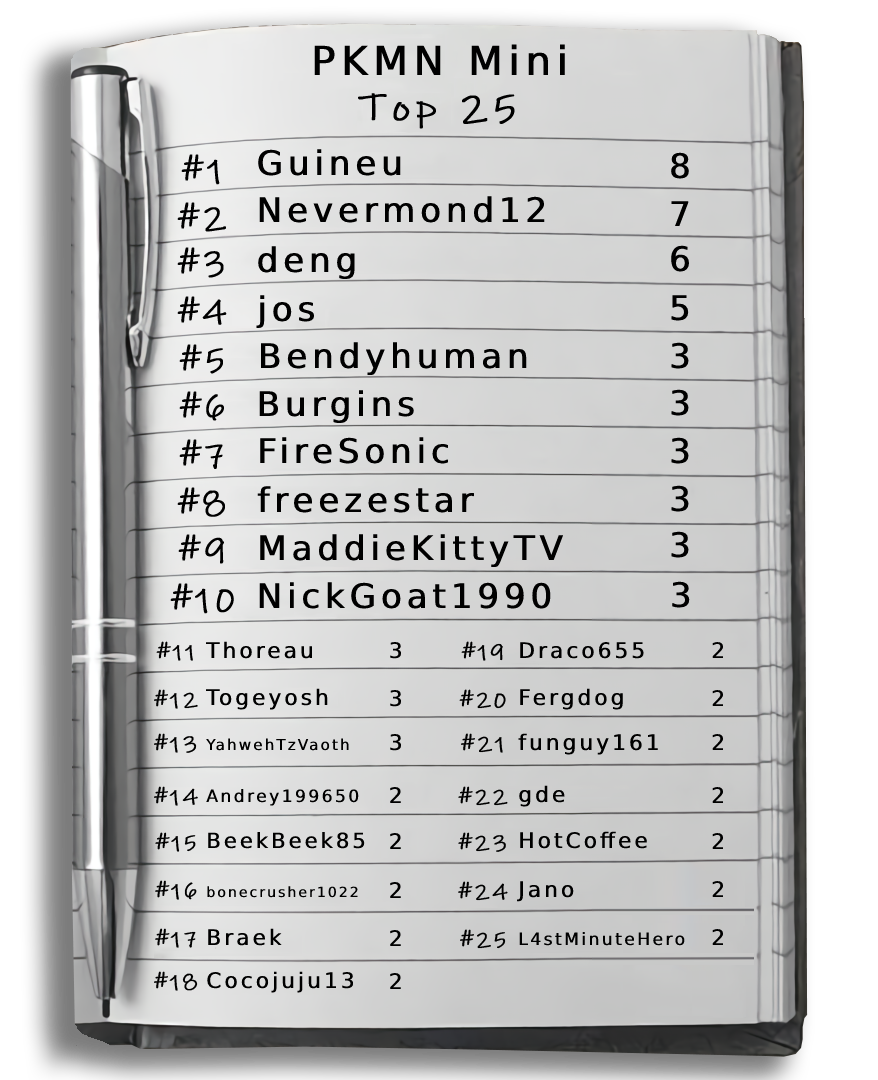 PKMN Mini
Top 25
#1 Guineu 8
#2 Nevermond12 7
#3 deng 6
#4 jos 5
#5 Bendyhuman 3
#6 Burgins 3
#7 FireSonic 3
#8 freezestar 3
#9 MaddieKittyTV 3
#10 NickGoat1990 3
#11 Thoreau 3
#12 Togeyosh 3
#13 YahwehTzVaoth 3
#14 Andrey199650 2
#15 BeekBeek85 2
#16 bonecrusher1022 2
#17 Braek 2
#18 Cocojuju13 2
#19 Draco655 2
#20 Fergdog 2
#21 funguy161 2
#22 gde 2
#23 HotCoffee 2
#24 Jano 2
#25 L4stMinuteHero 2